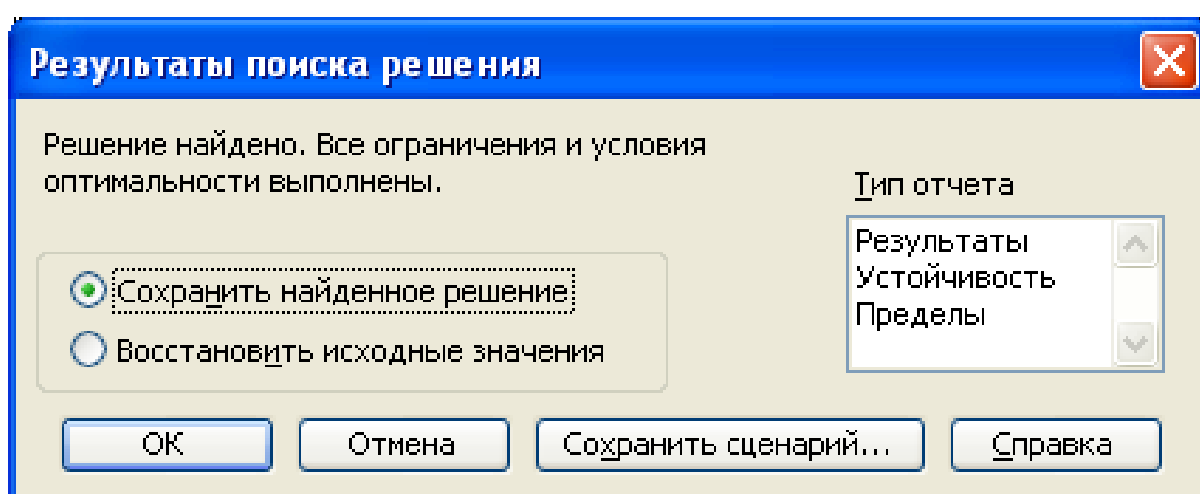 Результаты поиска решения
Решение найдено. Все ограничения и условия
оптимальности выполнены.
Тип отчета
Результаты
Устойчивость
Пределы
Сохранить найденное решение
Восстановить исходные значения
ОК
Отмена
Сохранить сценарий...
Справка